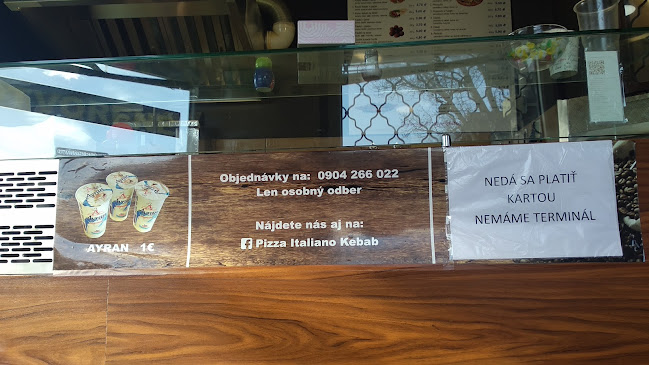 Objednávky na: 0904 266 022
Len osobný odber
Nájdete nás aj na:
Pizza Italiano Kebab
AYRAN 1€
NEDÁ SA PLATIŤ
KARTOU
NEMÁME TERMINÁL